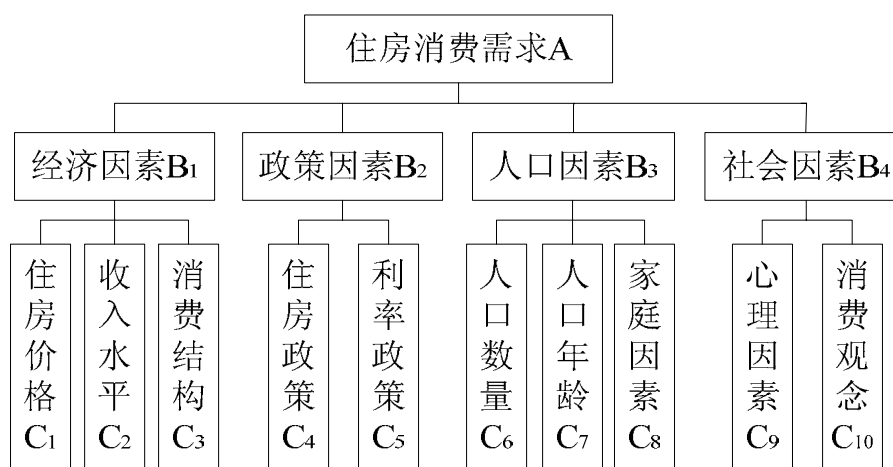 住房消费需求A
经济因素B1
政策因素B2
人口因素B3
社会因素B4
住房价格C1
收入水平C2
消费结构C3
住房政策C4
利率政策C5
人口数量C6
人口年龄C7
家庭因素C8
心理因素C9
消费观念C10